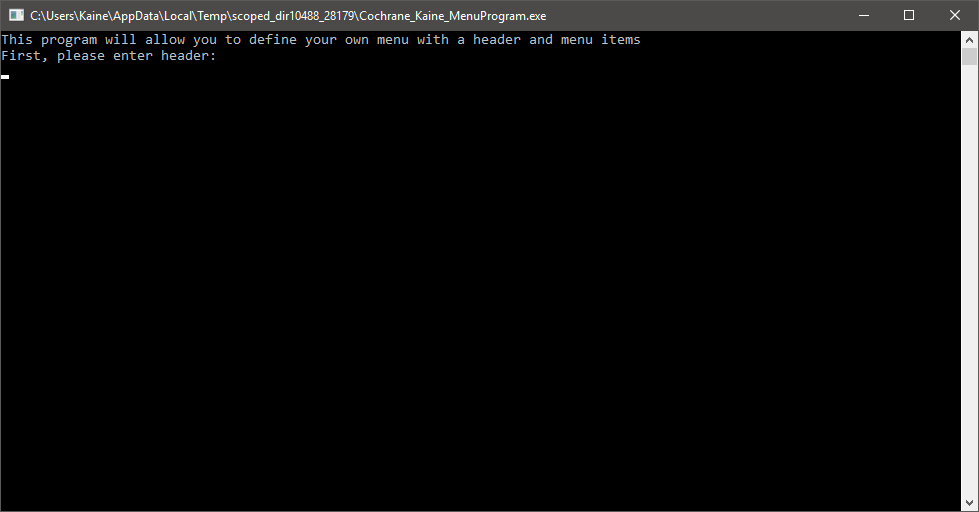 C:\Users\Kaine\AppData\Local\Temp\scoped_dir10488_28179\Cochrane_Kaine_MenuProgram.exe
This program will allow you to define your own menu with a header and menu items
First, please enter header: